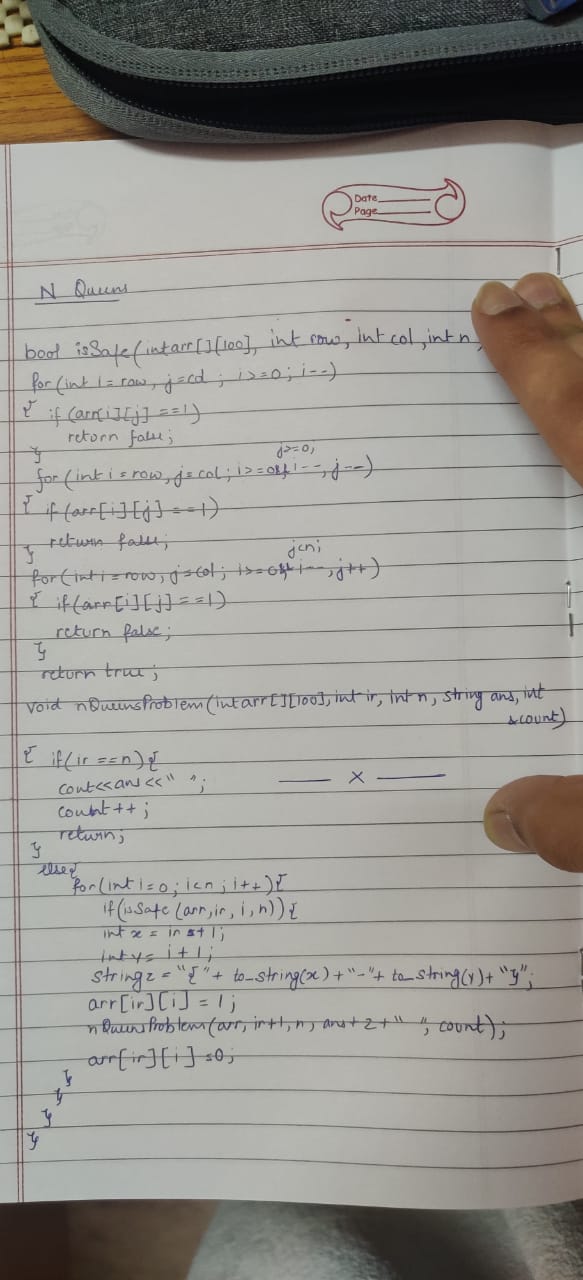 Date
Page
N Queens
bool isSafe(int arr[][100], int row, int col, int n,
for(int i=row, j=col ; i>=0 ; i--)
{ if (arr[i][j] ==1)
return false;
}
for(int i=row, j=col; i>=0; j>=0; i--, j--)
{ if (arr[i][j]==1)
return false;
}
for(int i=row, j=col; i>=0; j<n; i--, j++)
{ if(arr[i][j]==1)
return false;
}
return true;
void nQueensProblem(int arr[][100], int ir, int n, string ans, int
&count)
{ if(ir ==n){
cout<<ans<<" ";
—— x ——
count++;
return;
}
else{
for(int i=0; i<n; i++){
if(isSafe (arr,ir, i, n)){
int x = ir+1;
int y= i+1;
string z = "{"+ to_string(x)+"-"+to_string(y)+"}";
arr[ir][i] = 1;
nQueensProblem(arr, ir+1, n, ans+z+" ", count);
arr[ir][i] =0;
}
}
}
}